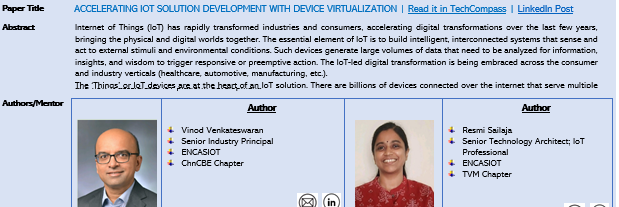 Paper Title ACCELERATING IOT SOLUTION DEVELOPMENT WITH DEVICE VIRTUALIZATION | Read it in TechCompass | LinkedIn Post
Abstract Internet of Things (IoT) has rapidly transformed industries and consumers, accelerating digital transformations over the last few years,
bringing the physical and digital worlds together. The essential element of IoT is to build intelligent, interconnected systems that sense and
act to external stimuli and environmental conditions. Such devices generate large volumes of data that need to be analyzed for information,
insights, and wisdom to trigger responsive or preemptive action. The IoT-led digital transformation is being embraced across the consumer
and industry verticals (healthcare, automotive, manufacturing, etc.).
The 'Things' or IoT devices are at the heart of an IoT solution. There are billions of devices connected over the internet that serve multiple
Authors/Mentor
Author
Vinod Venkateswaran
Senior Industry Principal
ENCASIOT
ChnCBE Chapter
in
Author
Resmi Sailaja
Senior Technology Architect; IoT
Professional
ENCASIOT
TVM Chapter